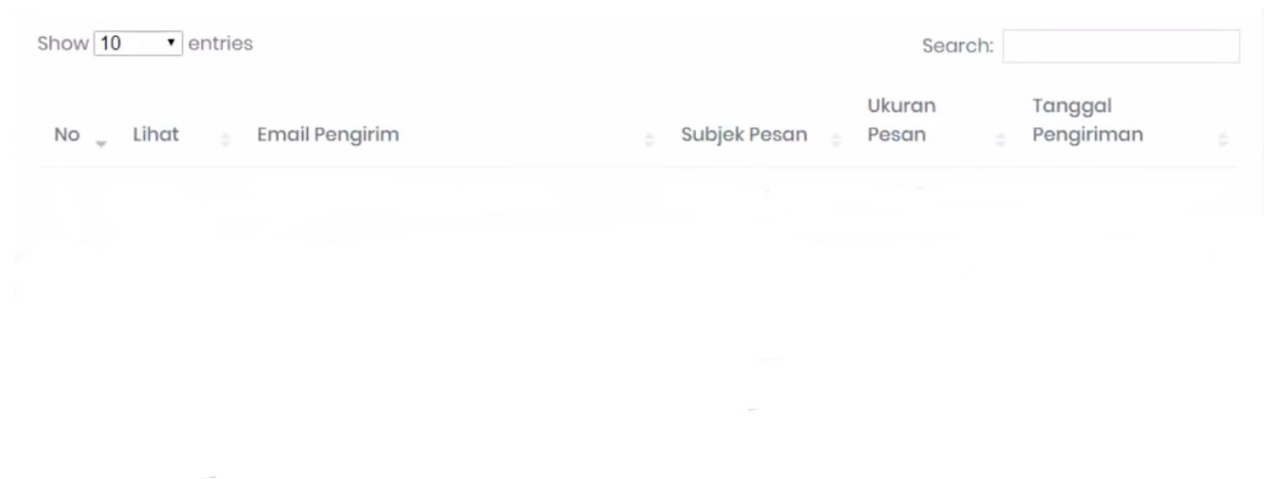 Show 10 entries
Search:
No Lihat Email Pengirim Subjek Pesan Ukuran Pesan Tanggal Pengiriman